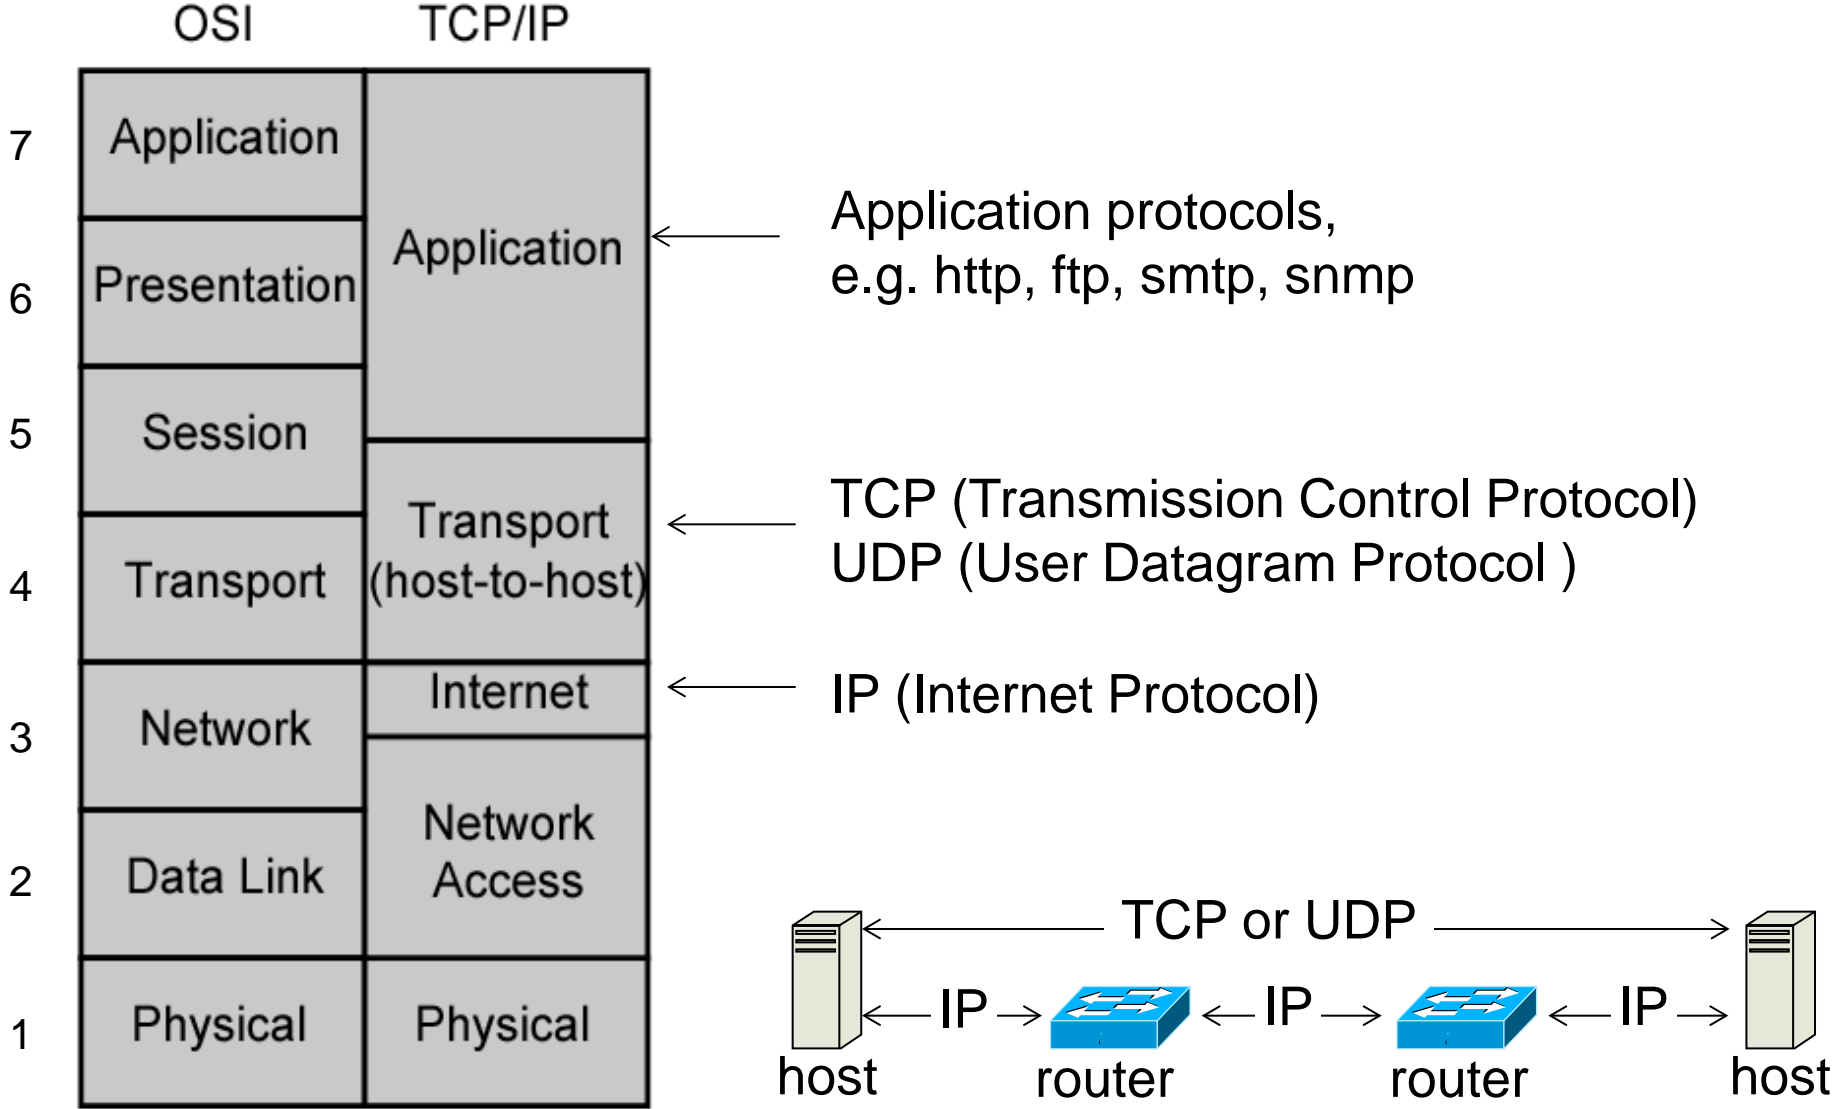 OSI
TCP/IP
7
Application
6
Presentation
5
Session
4
Transport
3
Network
2
Data Link
1
Physical
Application
Transport
(host-to-host)
Internet
Network
Access
Physical
Application protocols,
e.g. http, ftp, smtp, snmp
TCP (Transmission Control Protocol)
UDP (User Datagram Protocol )
IP (Internet Protocol)
TCP or UDP
IP
IP
IP
host
router
router
host